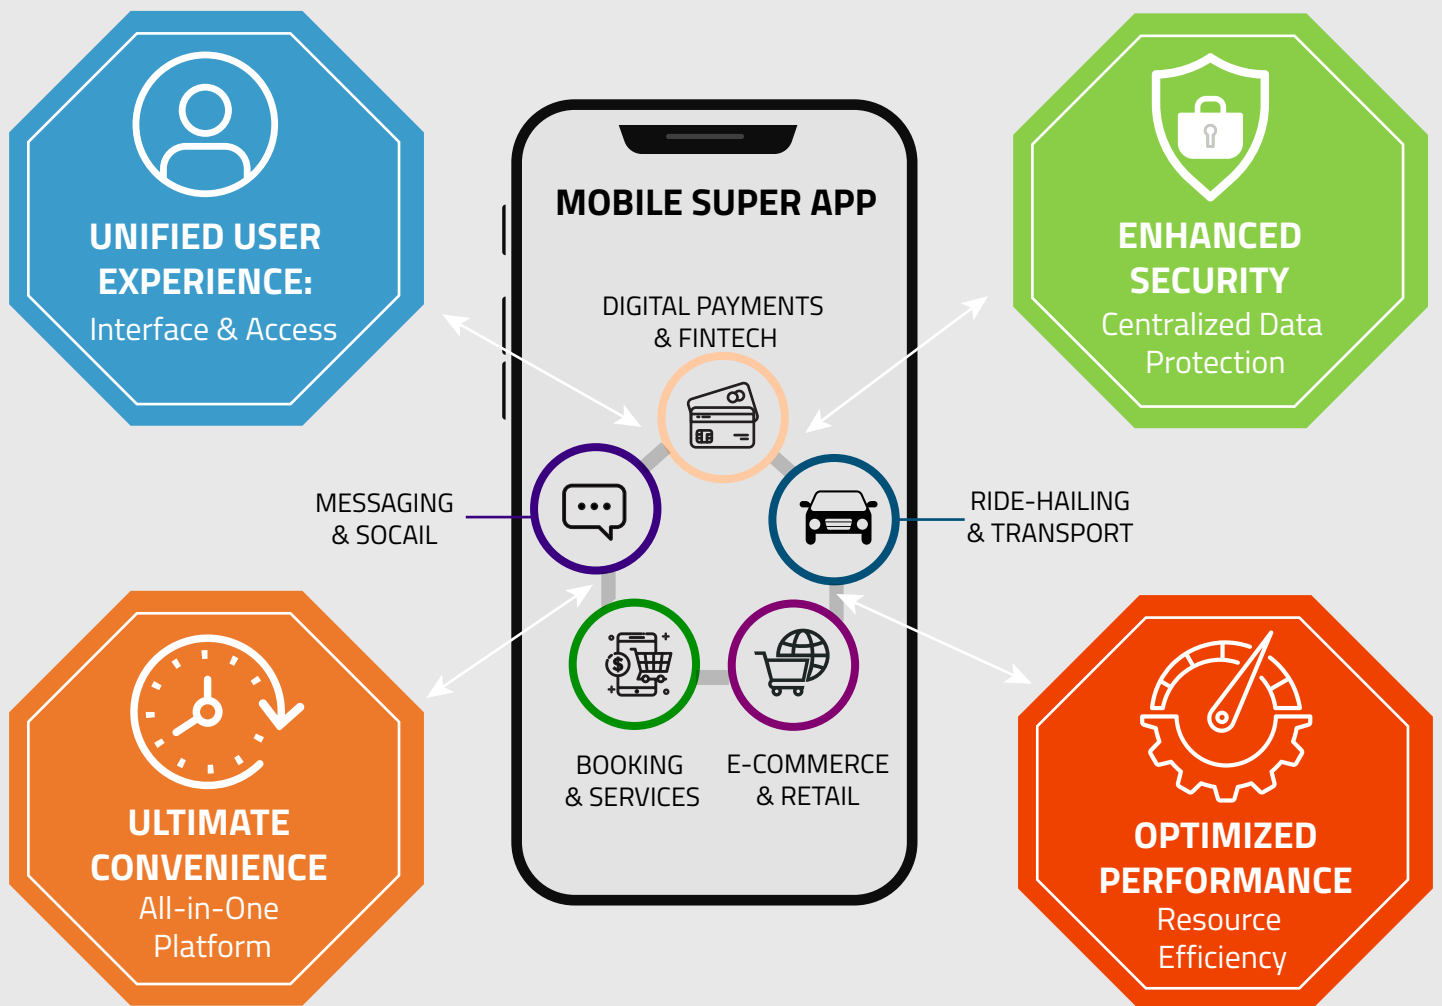 MOBILE SUPER APP
UNIFIED USER
EXPERIENCE:
Interface & Access
ENHANCED
SECURITY
Centralized Data
Protection
DIGITAL PAYMENTS
& FINTECH
MESSAGING
& SOCAIL
RIDE-HAILING
& TRANSPORT
$
BOOKING
& SERVICES
E-COMMERCE
& RETAIL
ULTIMATE
CONVENIENCE
All-in-One
Platform
OPTIMIZED
PERFORMANCE
Resource
Efficiency